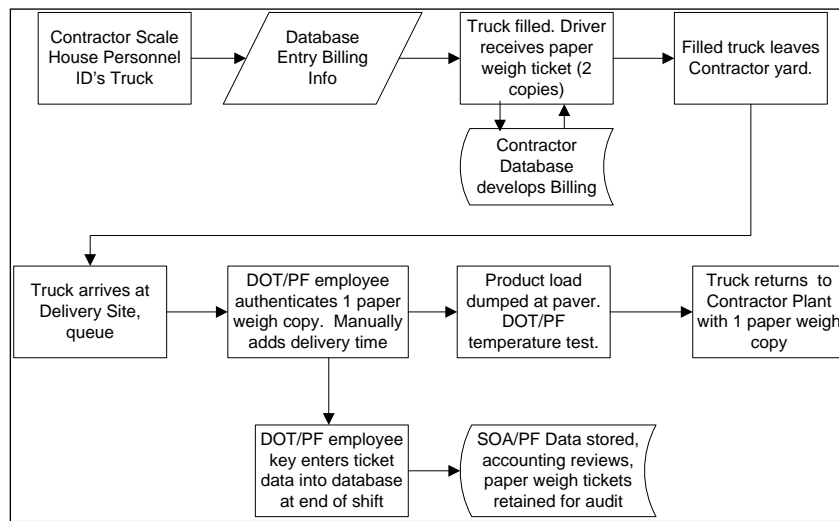 Contractor Scale
House Personnel
ID's Truck
Database
Entry Billing
Info
Truck filled. Driver
receives paper
weigh ticket (2
copies)
Filled truck leaves
Contractor yard.
Contractor
Database
develops Billing
Truck arrives at
Delivery Site,
queue
DOT/PF employee
authenticates 1 paper
weigh copy. Manually
adds delivery time
Product load
dumped at paver.
DOT/PF
temperature test.
Truck returns to
Contractor Plant
with 1 paper weigh
copy
DOT/PF employee
key enters ticket
data into database
at end of shift
SOA/PF Data stored,
accounting reviews,
paper weigh tickets
retained for audit